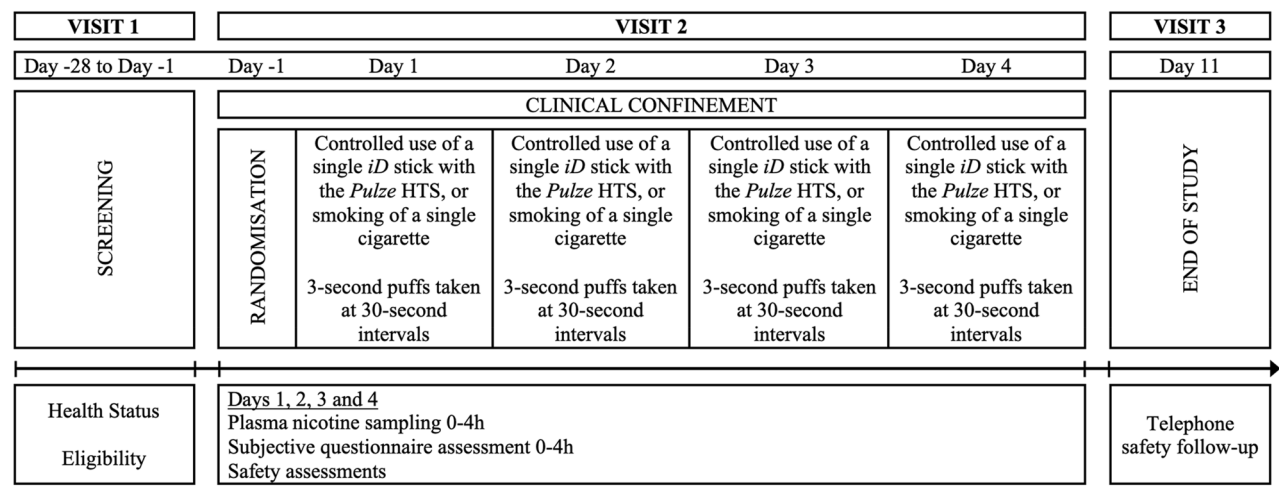 VISIT 1
VISIT 2
VISIT 3
Day -28 to Day -1
Day -1
Day 1
Day 2
Day 3
Day 4
Day 11
CLINICAL CONFINEMENT
SCREENING
RANDOMISATION
Controlled use of a
single iD stick with
the Pulze HTS, or
smoking of a single
cigarette
3-second puffs taken
at 30-second
intervals
Controlled use of a
single iD stick with
the Pulze HTS, or
smoking of a single
cigarette
3-second puffs taken
at 30-second
intervals
Controlled use of a
single iD stick with
the Pulze HTS, or
smoking of a single
cigarette
3-second puffs taken
at 30-second
intervals
Controlled use of a
single iD stick with
the Pulze HTS, or
smoking of a single
cigarette
3-second puffs taken
at 30-second
intervals
END OF STUDY
Health Status
Eligibility
Days 1, 2, 3 and 4
Plasma nicotine sampling 0-4h
Subjective questionnaire assessment 0-4h
Safety assessments
Telephone
safety follow-up